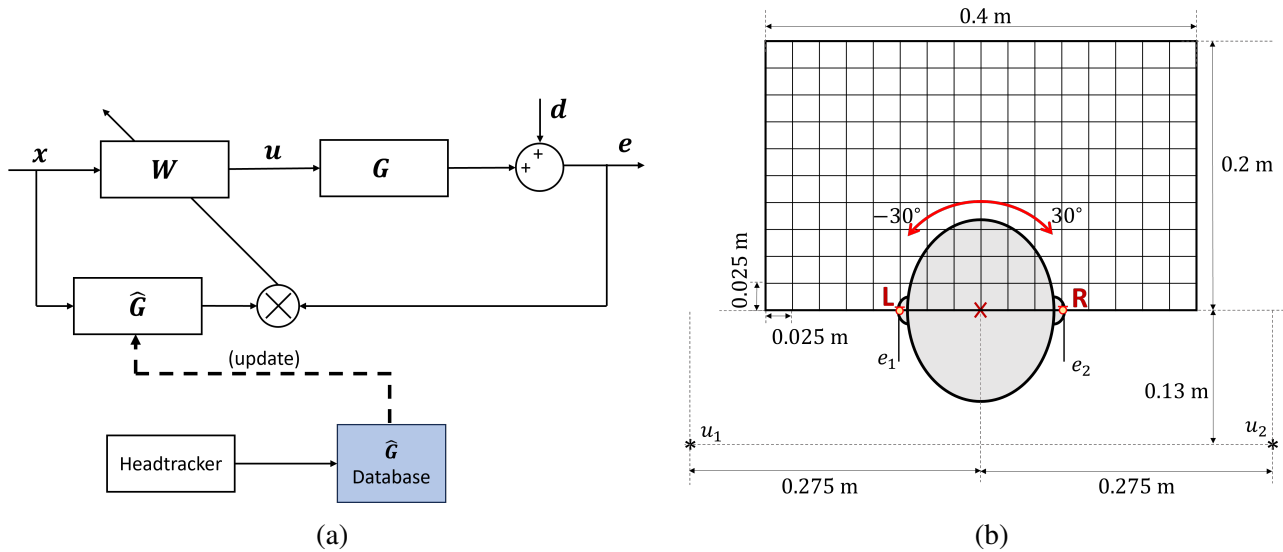 x
W
u
G
d
+
+
e
Ĝ
(update)
Headtracker
Ĝ
Database
(a)
0.4 m
0.2 m
−30°
30°
0.025 m
L
R
0.025 m
e₁
e₂
0.13 m
u₁
u₂
*
*
0.275 m
0.275 m
(b)